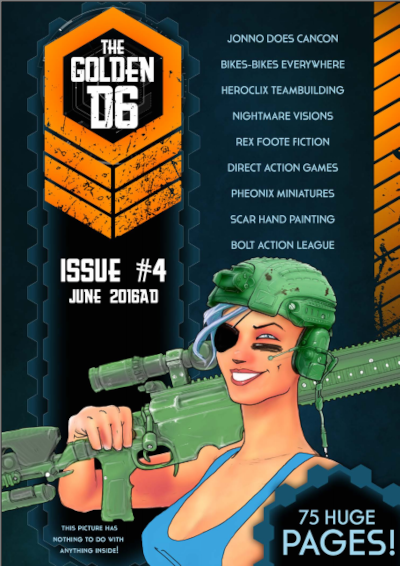 THE
GOLDEN
D6
JONNO DOES CANCON
BIKES-BIKES EVERYWHERE
HEROCLIX TEAMBUILDING
NIGHTMARE VISIONS
REX FOOTE FICTION
DIRECT ACTION GAMES
PHEONIX MINIATURES
SCAR HAND PAINTING
BOLT ACTION LEAGUE
ISSUE #4
JUNE 2016AD
THIS PICTURE HAS
NOTHING TO DO WITH
ANYTHING INSIDE!
75 HUGE
PAGES!